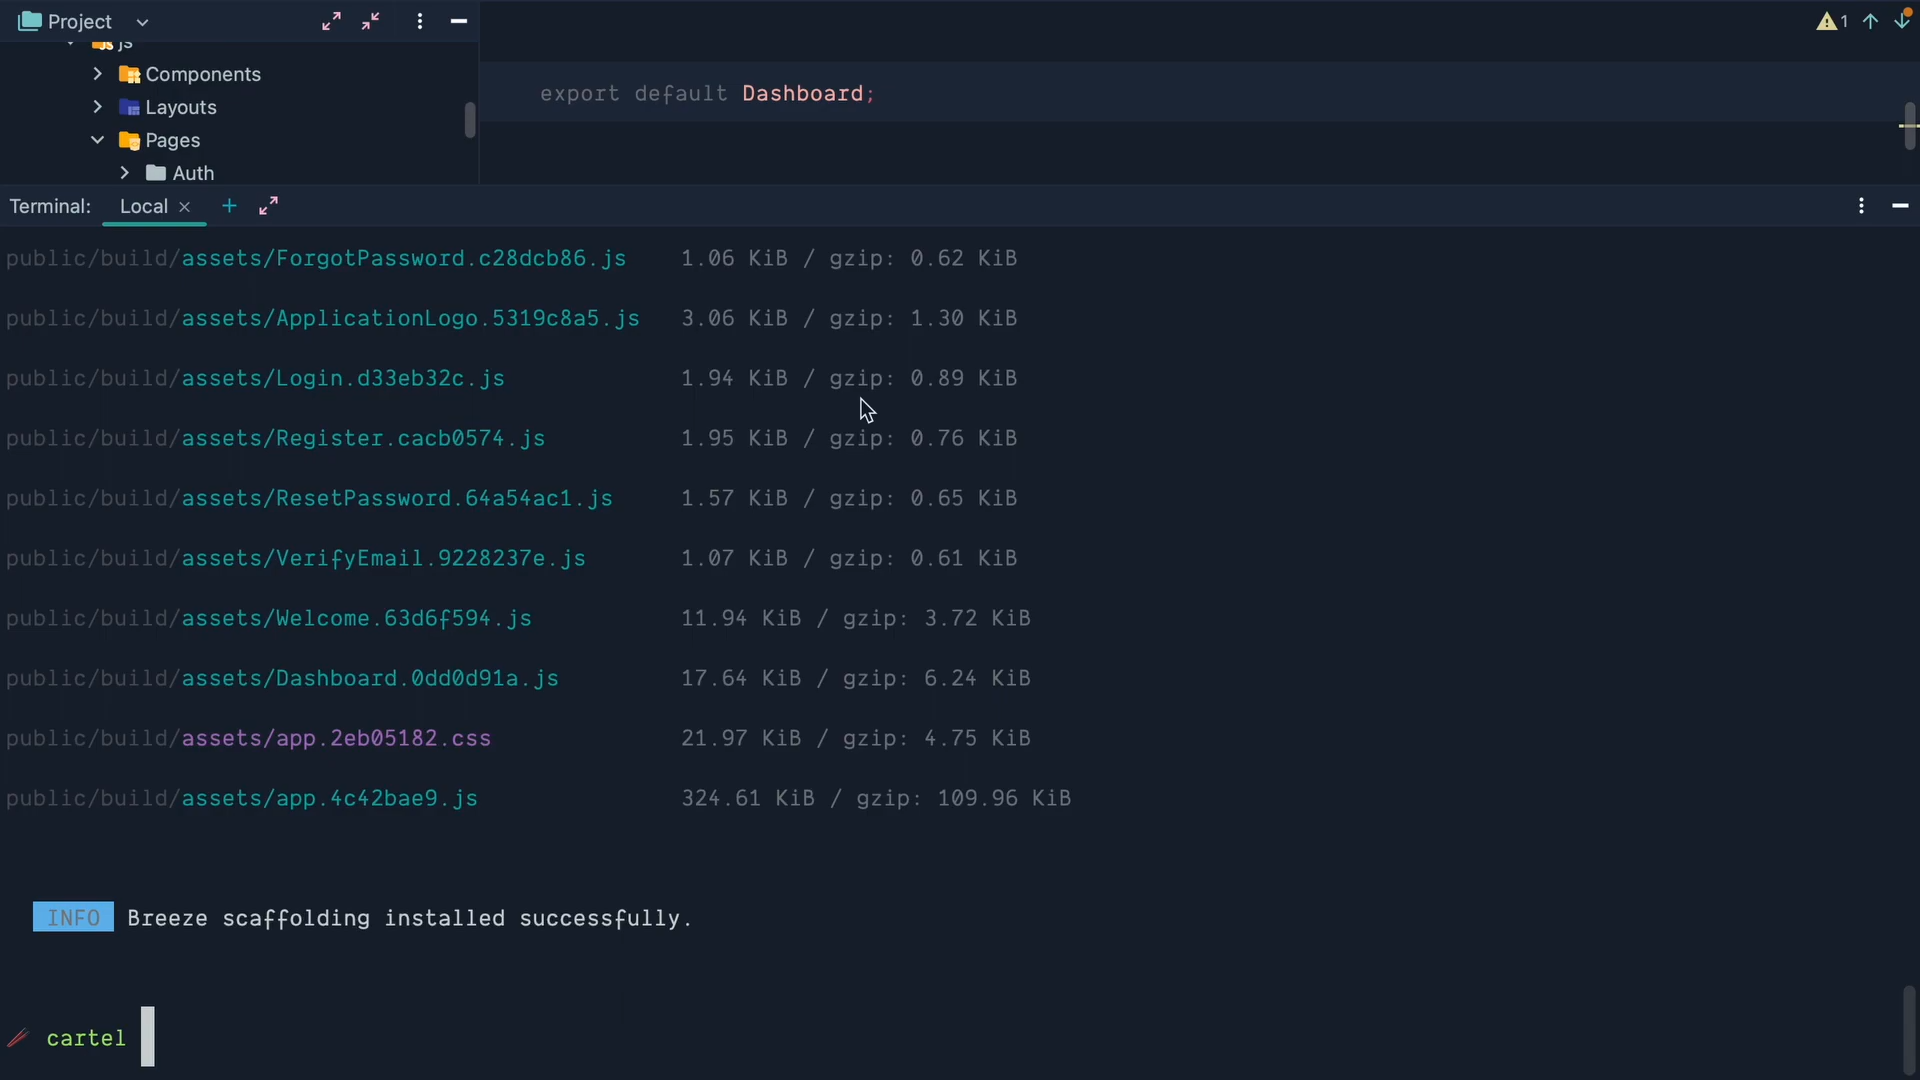 Project
1
js
Components
export default Dashboard;
Layouts
Pages
Auth
Terminal: Local
public/build/assets/ForgotPassword.c28dcb86.js 1.06 KiB / gzip: 0.62 KiB
public/build/assets/ApplicationLogo.5319c8a5.js 3.06 KiB / gzip: 1.30 KiB
public/build/assets/Login.d33eb32c.js 1.94 KiB / gzip: 0.89 KiB
public/build/assets/Register.cacb0574.js 1.95 KiB / gzip: 0.76 KiB
public/build/assets/ResetPassword.64a54ac1.js 1.57 KiB / gzip: 0.65 KiB
public/build/assets/VerifyEmail.9228237e.js 1.07 KiB / gzip: 0.61 KiB
public/build/assets/Welcome.63d6f594.js 11.94 KiB / gzip: 3.72 KiB
public/build/assets/Dashboard.0dd0d91a.js 17.64 KiB / gzip: 6.24 KiB
public/build/assets/app.2eb05182.css 21.97 KiB / gzip: 4.75 KiB
public/build/assets/app.4c42bae9.js 324.61 KiB / gzip: 109.96 KiB
INFO Breeze scaffolding installed successfully.
cartel